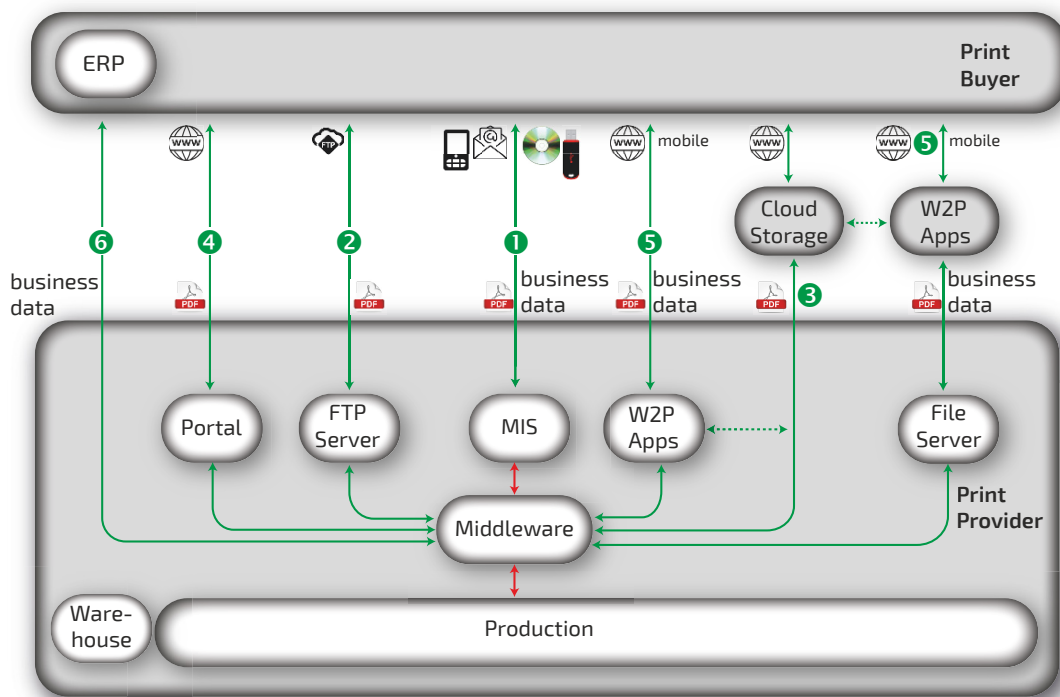 ERP
Print
Buyer
WWW
FTP
@
WWW
mobile
WWW
WWW
5
mobile
Cloud
Storage
W2P
Apps
6
4
2
1
5
business
data
PDF
PDF
PDF
business
data
PDF
business
data
PDF
3
PDF
business
data
Portal
FTP
Server
MIS
W2P
Apps
File
Server
Print
Provider
Middleware
Ware-
house
Production